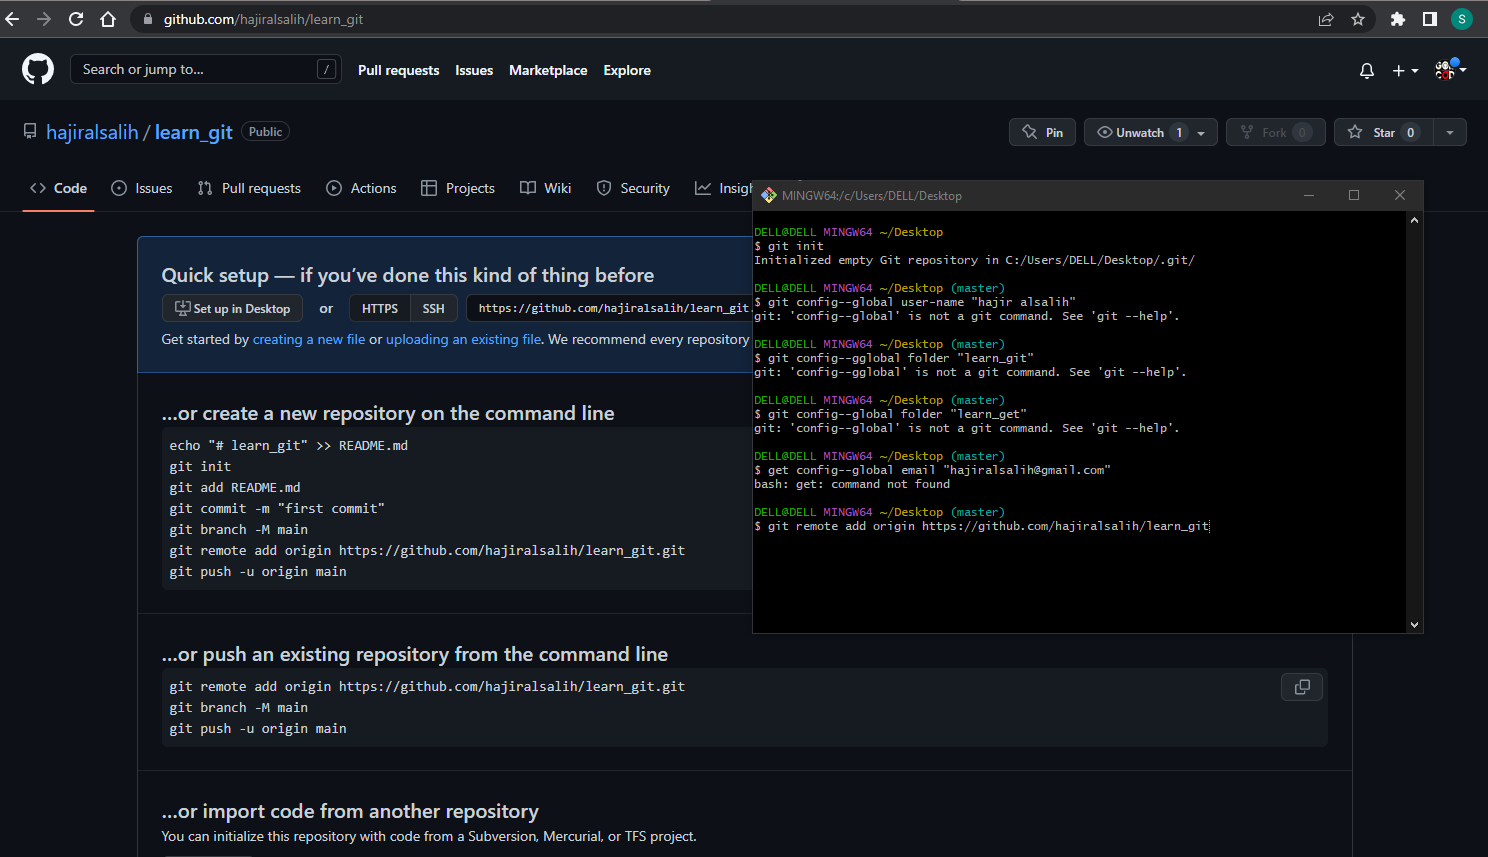 github.com/hajiralsalih/learn_git
S
Search or jump to...
/
Pull requests Issues Marketplace Explore
hajiralsalih / learn_git Public
Pin
Unwatch 1
Fork 0
Star 0
Code Issues Pull requests Actions Projects Wiki Security Insigh
Quick setup — if you've done this kind of thing before
Set up in Desktop or HTTPS SSH https://github.com/hajiralsalih/learn_git.
Get started by creating a new file or uploading an existing file. We recommend every repository
...or create a new repository on the command line
echo "# learn_git" >> README.md
git init
git add README.md
git commit -m "first commit"
git branch -M main
git remote add origin https://github.com/hajiralsalih/learn_git.git
git push -u origin main
...or push an existing repository from the command line
git remote add origin https://github.com/hajiralsalih/learn_git.git
git branch -M main
git push -u origin main
...or import code from another repository
You can initialize this repository with code from a Subversion, Mercurial, or TFS project.
MINGW64:/c/Users/DELL/Desktop
DELL@DELL MINGW64 ~/Desktop
$ git init
Initialized empty Git repository in C:/Users/DELL/Desktop/.git/
DELL@DELL MINGW64 ~/Desktop (master)
$ git config--global user-name "hajir alsalih"
git: 'config--global' is not a git command. See 'git --help'.
DELL@DELL MINGW64 ~/Desktop (master)
$ git config--gglobal folder "learn_git"
git: 'config--gglobal' is not a git command. See 'git --help'.
DELL@DELL MINGW64 ~/Desktop (master)
$ git config--global folder "learn_get"
git: 'config--global' is not a git command. See 'git --help'.
DELL@DELL MINGW64 ~/Desktop (master)
$ get config--global email "hajiralsalih@gmail.com"
bash: get: command not found
DELL@DELL MINGW64 ~/Desktop (master)
$ git remote add origin https://github.com/hajiralsalih/learn_git